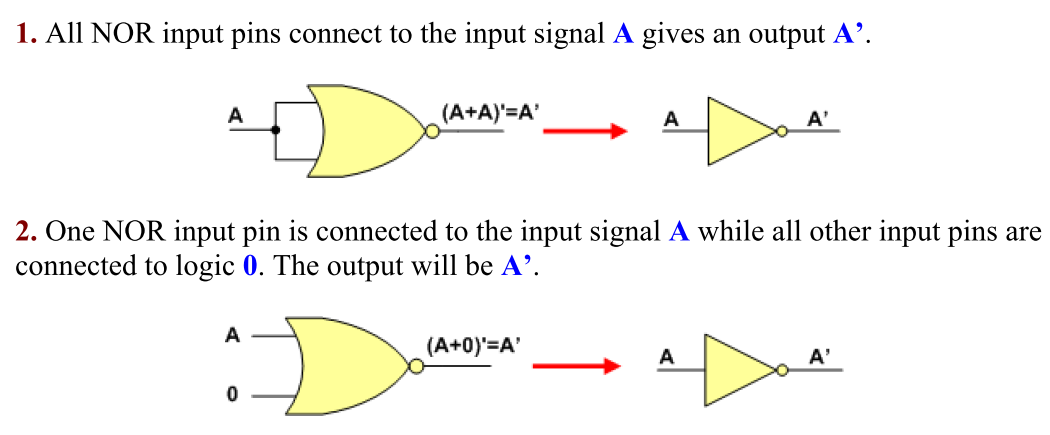 1. All NOR input pins connect to the input signal A gives an output A’.
A
(A+A)'=A'
A
A'
2. One NOR input pin is connected to the input signal A while all other input pins are
connected to logic 0. The output will be A’.
A
(A+0)'=A'
A
A'
0